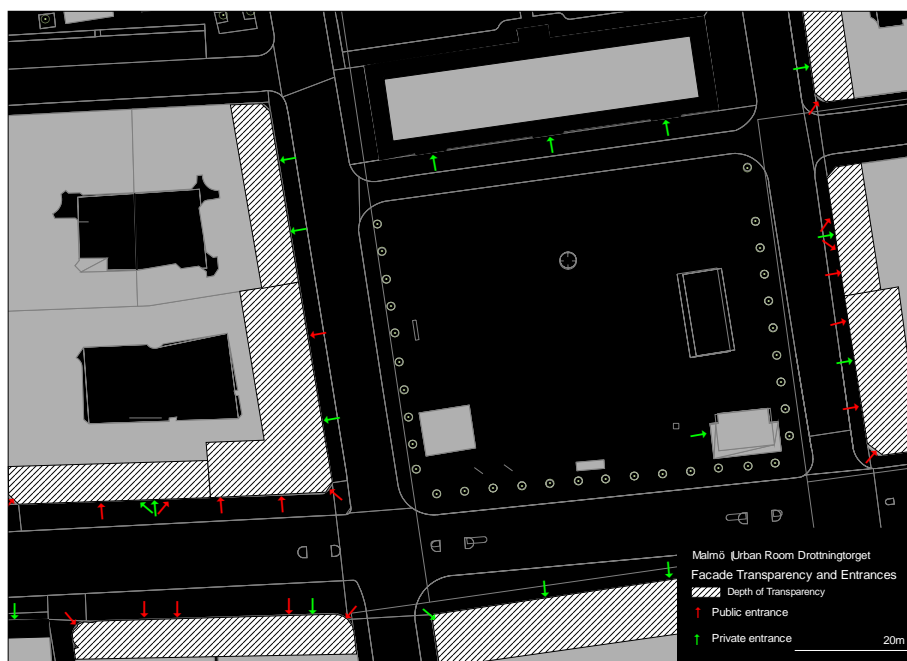 Malmö | Urban Room Drottningtorget
Facade Transparency and Entrances
Depth of Transparency
Public entrance
Private entrance
20m